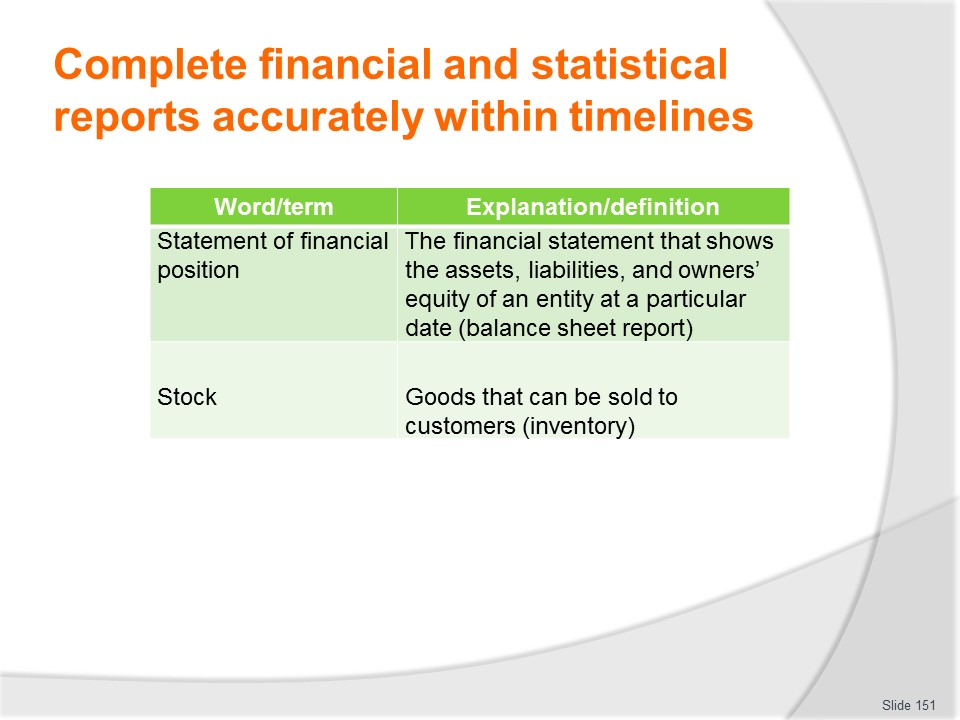 Complete financial and statistical
reports accurately within timelines
Word/term
Explanation/definition
Statement of financial
position
The financial statement that shows
the assets, liabilities, and owners’
equity of an entity at a particular
date (balance sheet report)
Stock
Goods that can be sold to
customers (inventory)
Slide 151